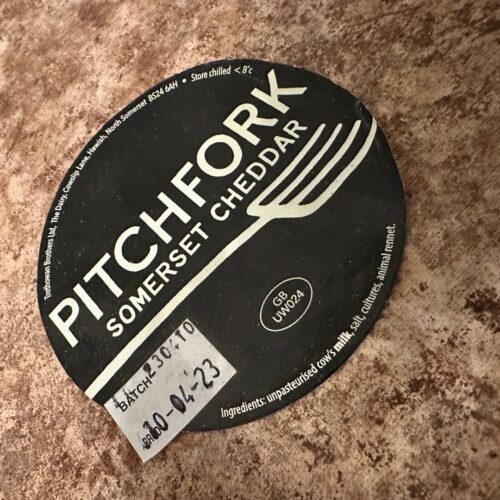 Trethowan Brothers Ltd, The Dairy, Cowslip Lane, Hewish, North Somerset BS24 6AH • Store chilled <8'c
PITCHFORK
SOMERSET CHEDDAR
GB
UW024
BATCH 230410
10-04-23
Ingredients: unpasteurised cow's milk, salt, cultures, animal rennet.